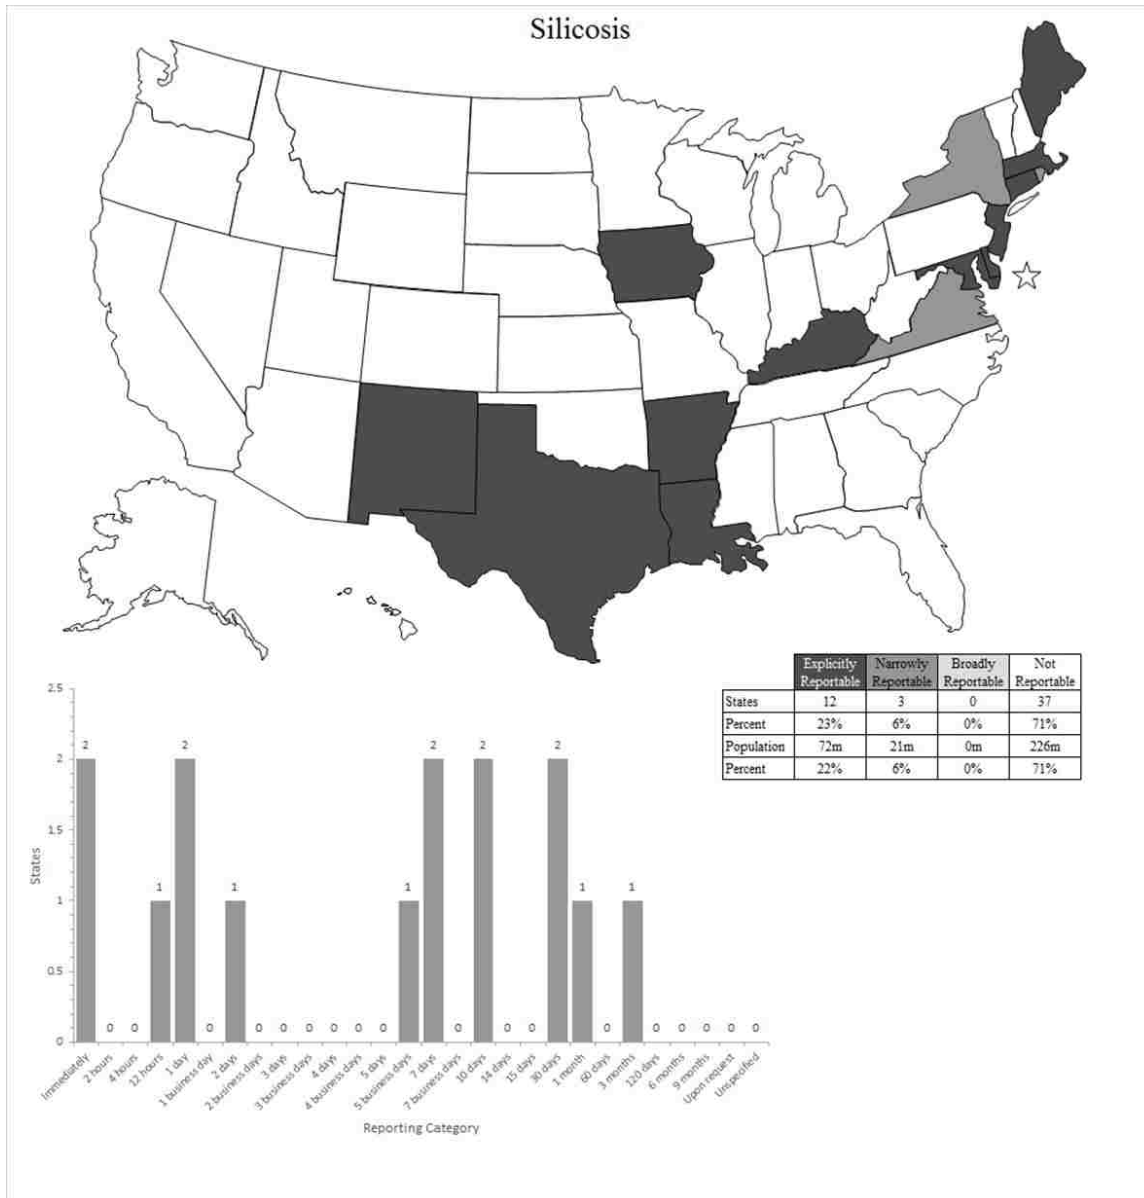 Silicosis
Explicitly Reportable Narrowly Reportable Broadly Reportable Not Reportable
States 12 3 0 37
Percent 23% 6% 0% 71%
Population 72m 21m 0m 226m
Percent 22% 6% 0% 71%
2.5
2
1.5
1
0.5
0
States
2 0 0 1 2 0 1 0 0 0 0 0 0 1 2 0 2 0 0 2 1 0 1 0 0 0 0 0
Immediately
2 hours
4 hours
12 hours
1 day
1 business day
2 days
2 business days
3 days
3 business days
4 days
4 business days
5 days
5 business days
7 days
7 business days
10 days
14 days
15 days
30 days
1 month
60 days
3 months
120 days
6 months
9 months
Upon request
Unspecified
Reporting Category